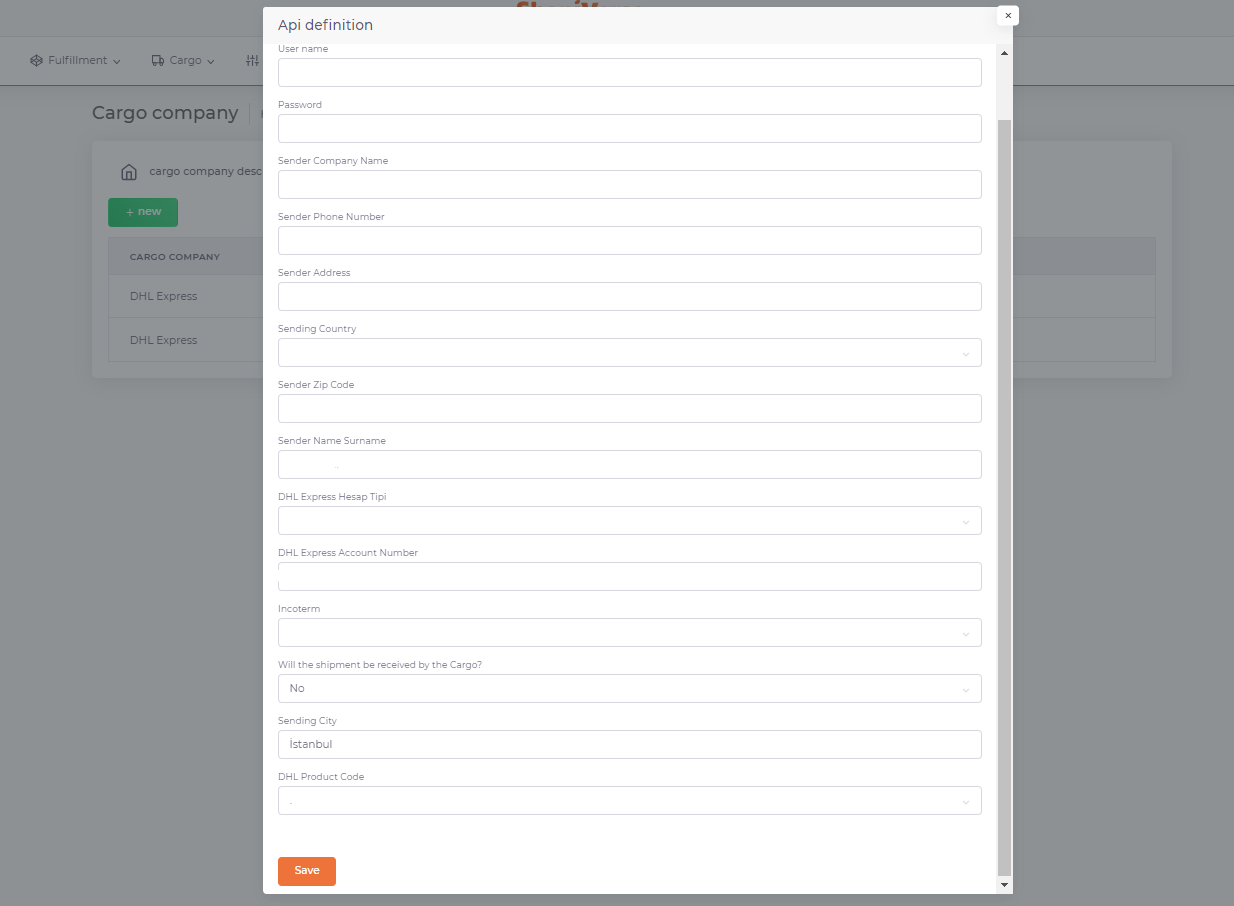 Api definition
×
Fulfillment
Cargo
Cargo company
cargo company desc
+ new
CARGO COMPANY
DHL Express
DHL Express
User name
Password
Sender Company Name
Sender Phone Number
Sender Address
Sending Country
Sender Zip Code
Sender Name Surname
DHL Express Hesap Tipi
DHL Express Account Number
Incoterm
Will the shipment be received by the Cargo?
No
Sending City
İstanbul
DHL Product Code
Save